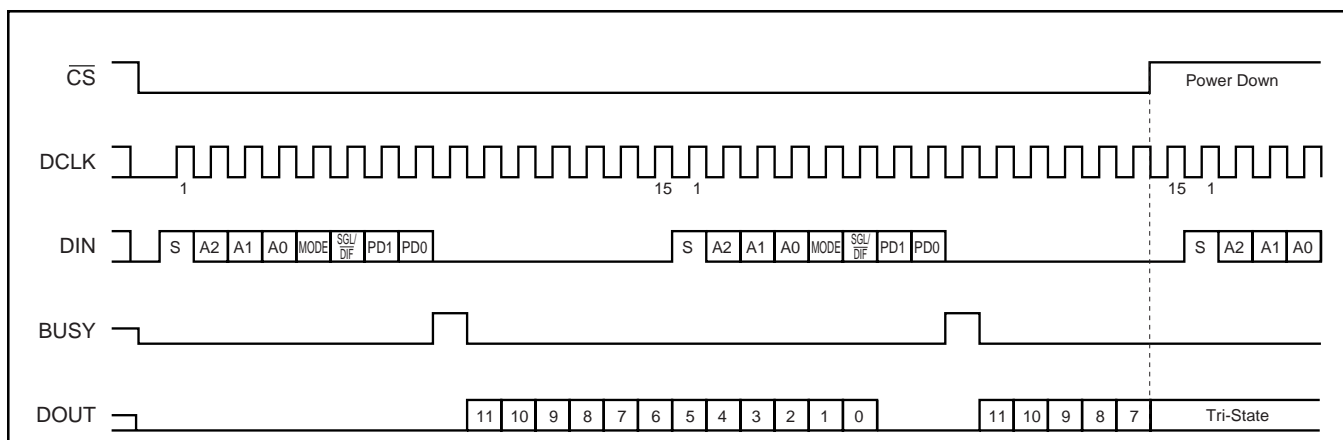 CS Power Down
DCLK
1 15 1 15 1
DIN S A2 A1 A0 MODE SGL/DIF PD1 PD0 S A2 A1 A0 MODE SGL/DIF PD1 PD0 S A2 A1 A0
BUSY
DOUT 11 10 9 8 7 6 5 4 3 2 1 0 11 10 9 8 7 Tri-State